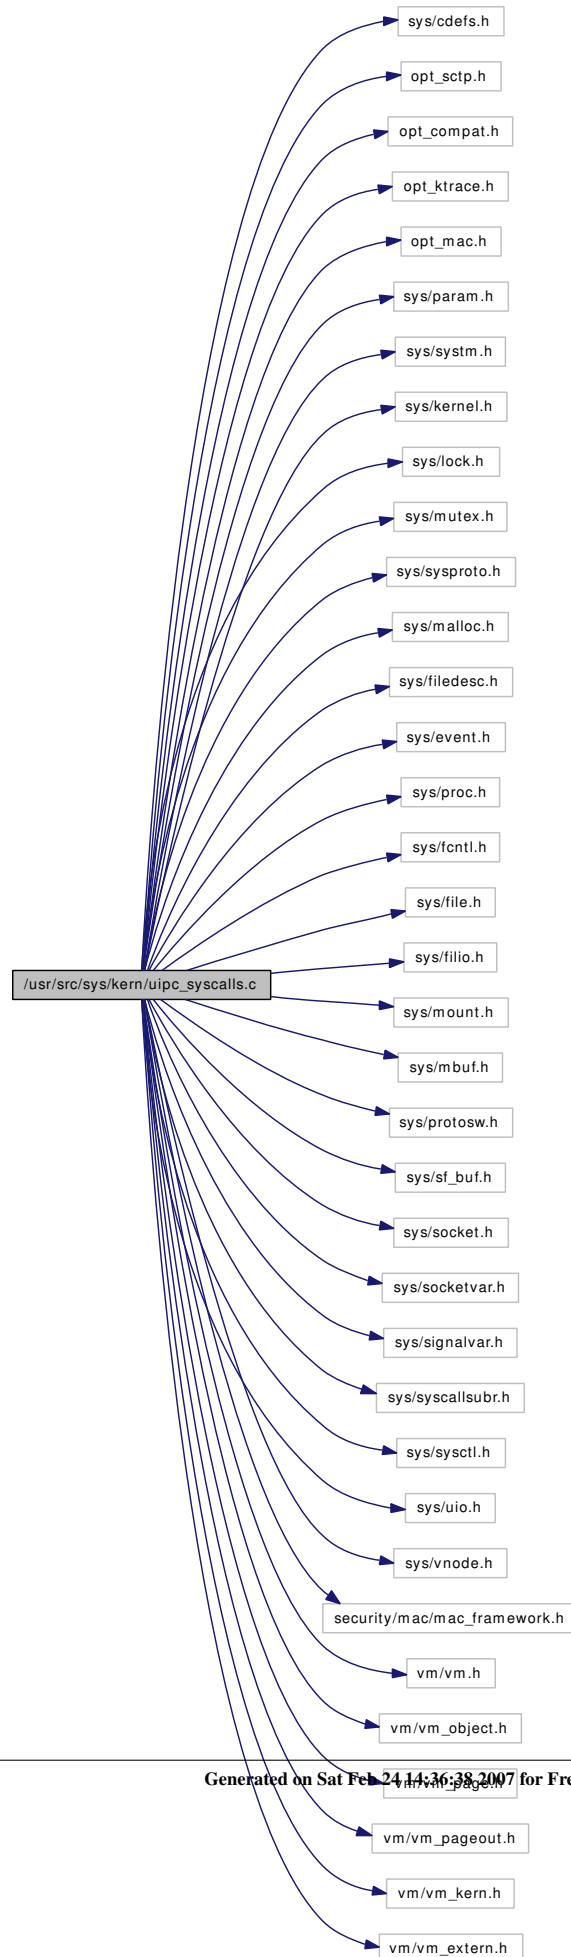 sys/cdefs.h
opt_sctp.h
opt_compat.h
opt_ktrace.h
opt_mac.h
sys/param.h
sys/systm.h
sys/kernel.h
sys/lock.h
sys/mutex.h
sys/sysproto.h
sys/malloc.h
sys/filedesc.h
sys/event.h
sys/proc.h
sys/fcntl.h
sys/file.h
sys/filio.h
/usr/src/sys/kern/uipc_syscalls.c
sys/mount.h
sys/mbuf.h
sys/protosw.h
sys/sf_buf.h
sys/socket.h
sys/socketvar.h
sys/signalvar.h
sys/syscallsubr.h
sys/sysctl.h
sys/uio.h
sys/vnode.h
security/mac/mac_framework.h
vm/vm.h
vm/vm_object.h
Generated on Sat Feb 24 14:36:38 2007 for Fre
vm/vm_page.h
vm/vm_pageout.h
vm/vm_kern.h
vm/vm_extern.h